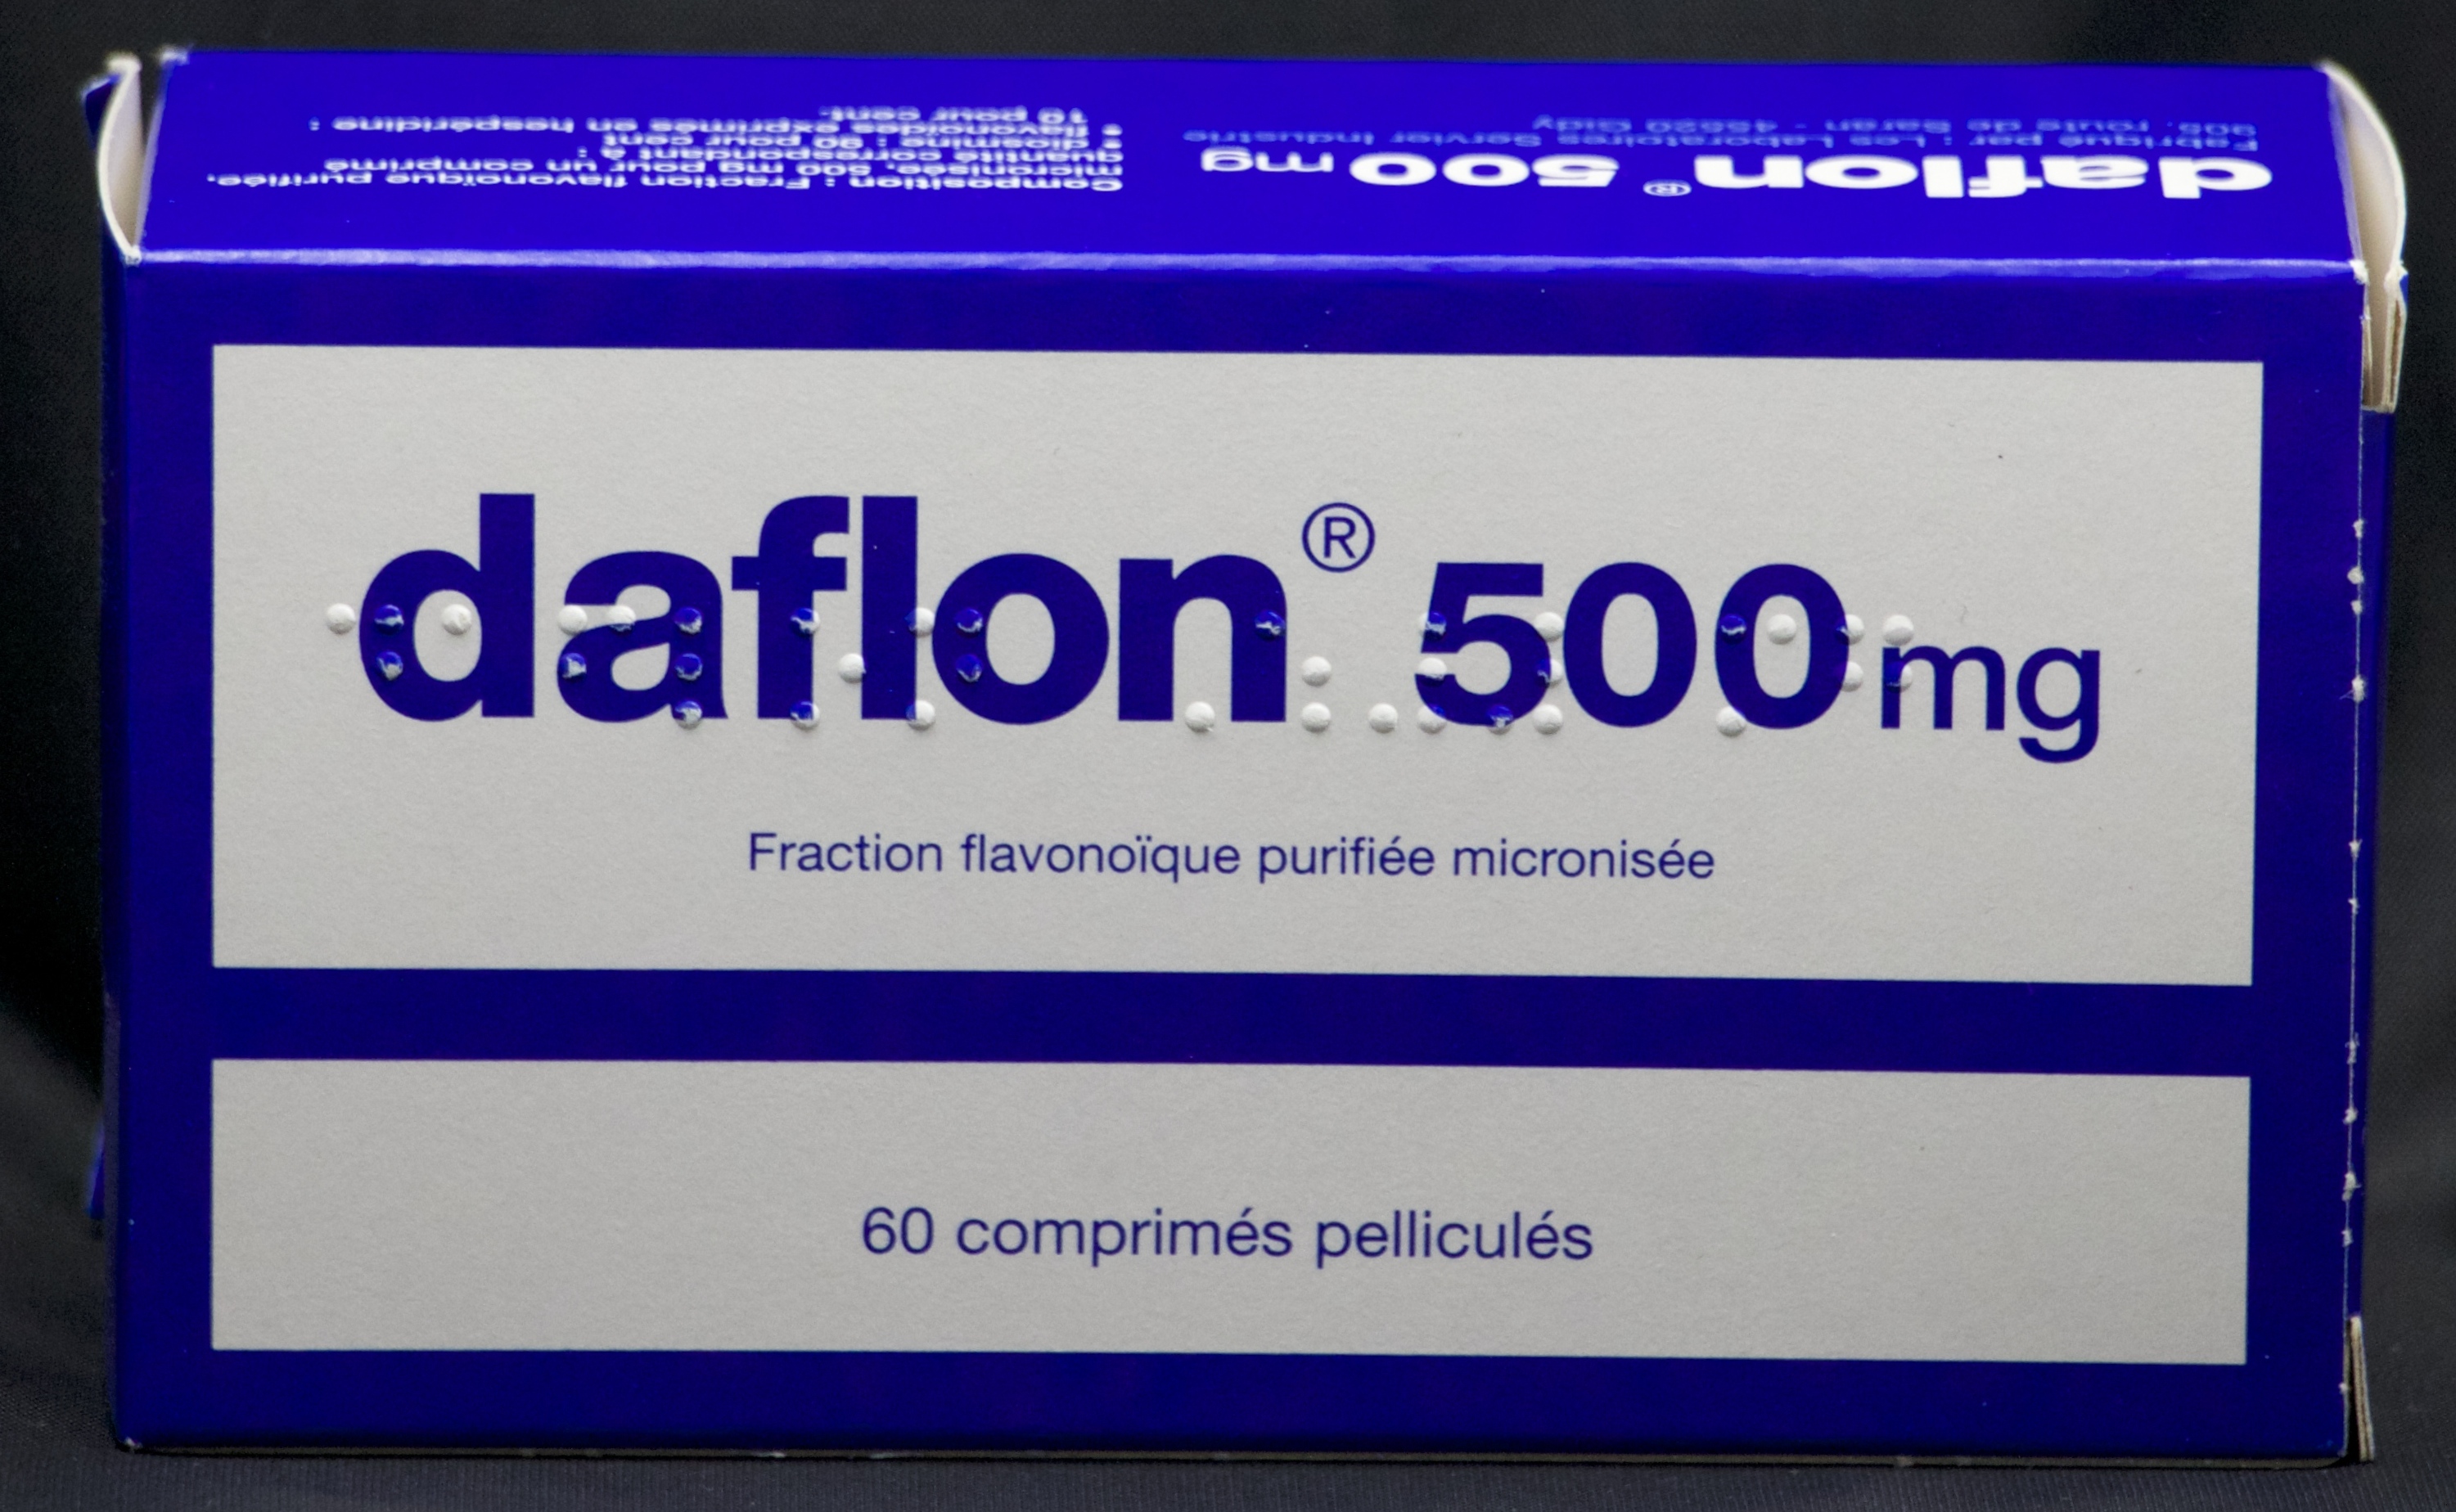 daflon® 500 mg
Fabriqué par : Les Laboratoires Servier Industrie
905, route de Saran - 45520 Gidy
Composition : Fraction flavonoïque purifiée,
micronisée, 500 mg pour un comprimé
quantité correspondant à :
• diosmine : 90 pour cent
• flavonoïdes exprimés en hespéridine :
10 pour cent.
daflon® 500 mg
⠙⠁⠋⠇⠕⠝ ⠨⠢⠴⠴ ⠍⠛
Fraction flavonoïque purifiée micronisée
60 comprimés pelliculés